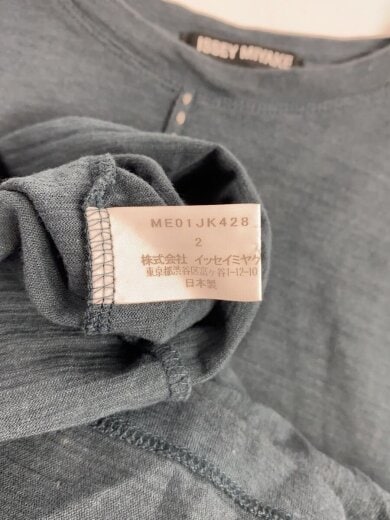 ISSEY MIYAKE
ME01JK428
2
株式会社 イッセイミヤケ
東京都渋谷区富ヶ谷1-12-10
日本製